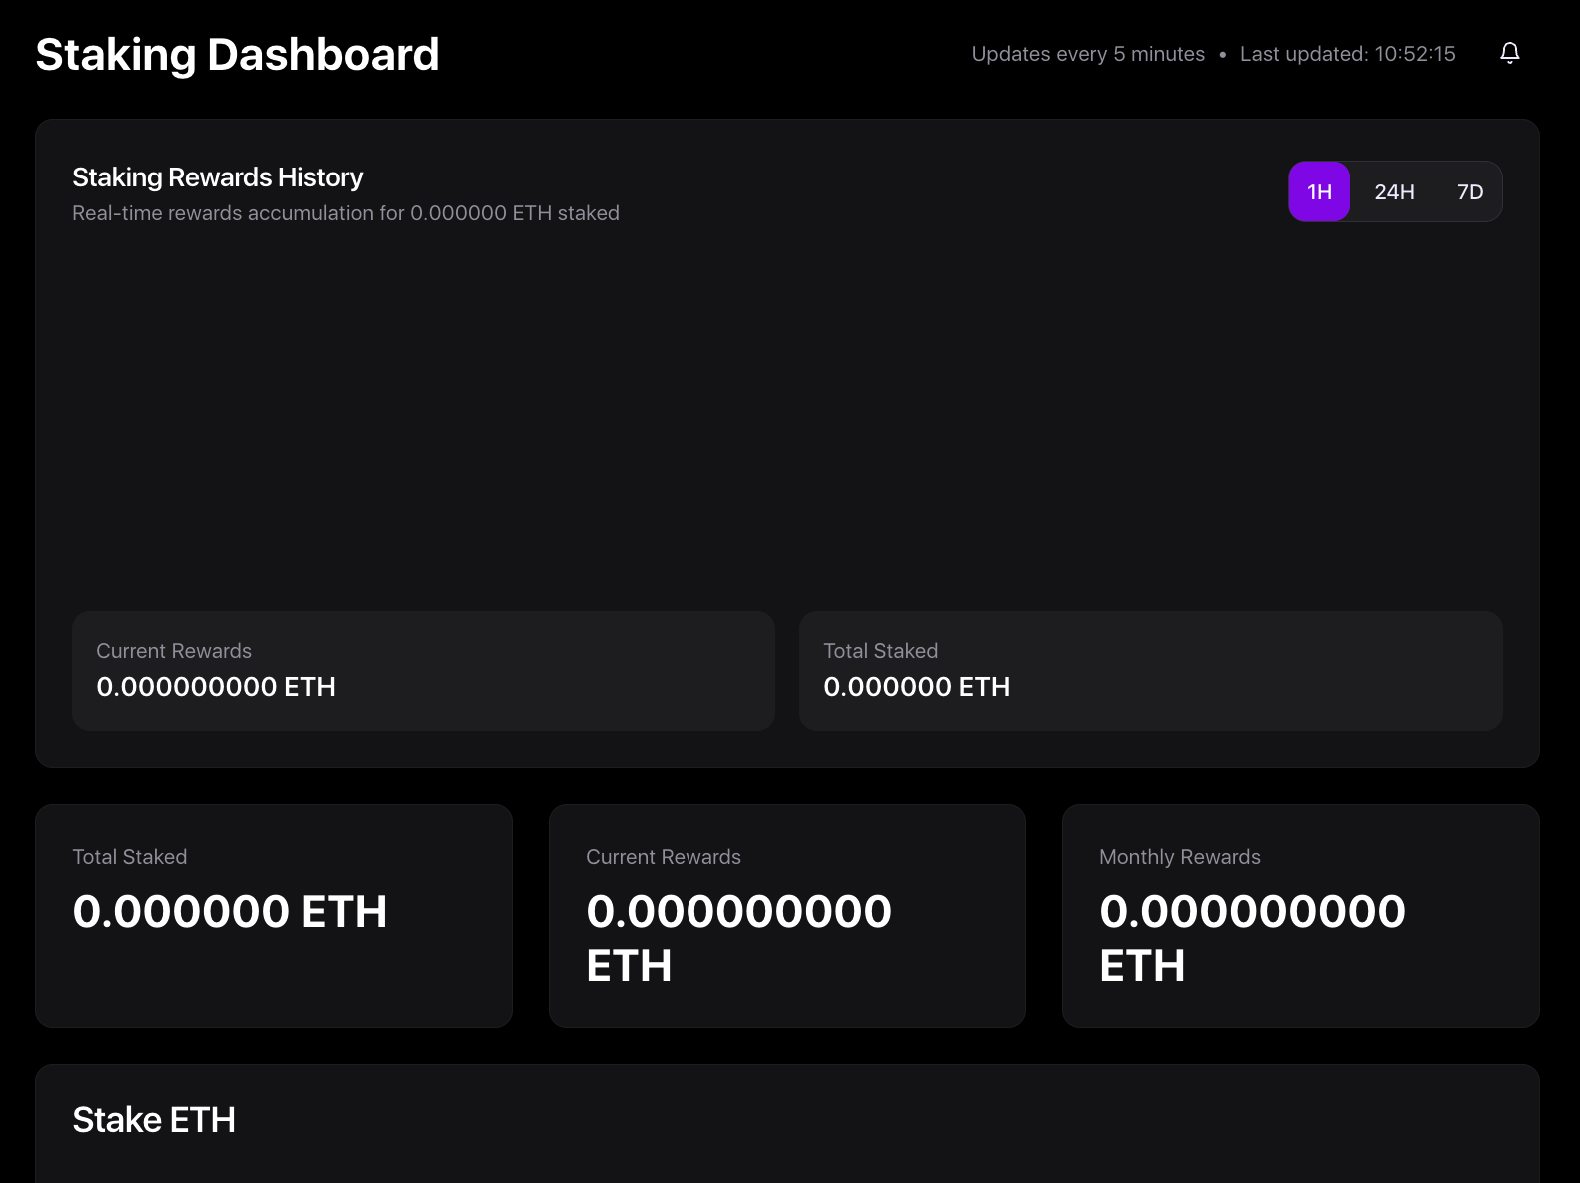 Staking Dashboard
Updates every 5 minutes • Last updated: 10:52:15
Staking Rewards History
Real-time rewards accumulation for 0.000000 ETH staked
1H 24H 7D
Current Rewards
0.000000000 ETH
Total Staked
0.000000 ETH
Total Staked
0.000000 ETH
Current Rewards
0.000000000
ETH
Monthly Rewards
0.000000000
ETH
Stake ETH